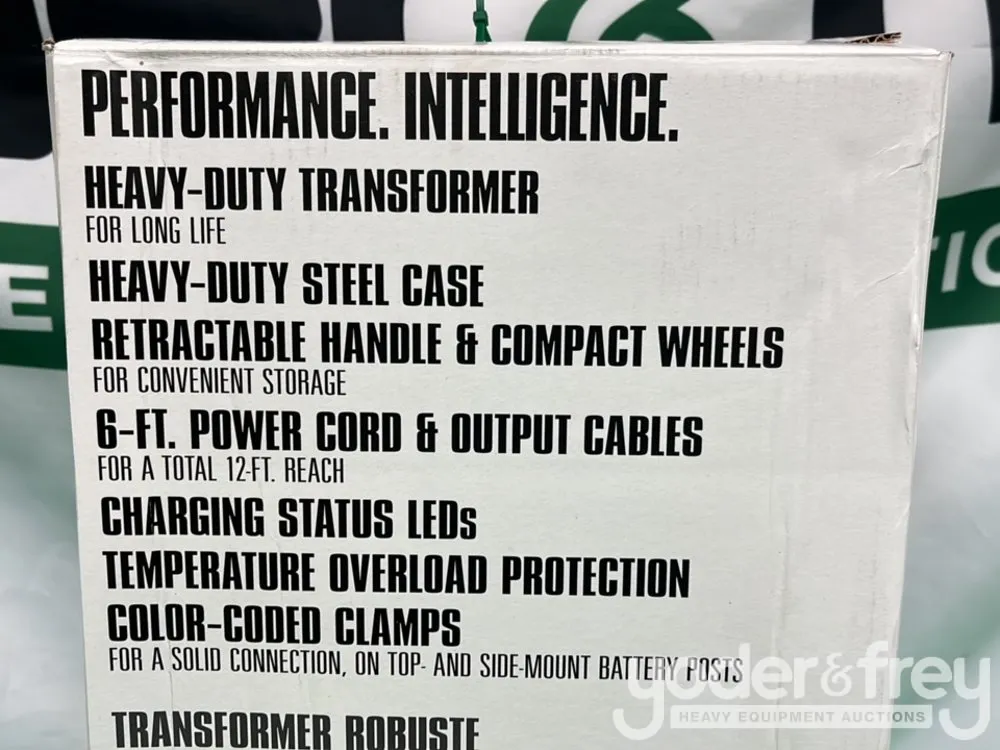 PERFORMANCE. INTELLIGENCE.
HEAVY-DUTY TRANSFORMER
FOR LONG LIFE
HEAVY-DUTY STEEL CASE
RETRACTABLE HANDLE & COMPACT WHEELS
FOR CONVENIENT STORAGE
6-FT. POWER CORD & OUTPUT CABLES
FOR A TOTAL 12-FT. REACH
CHARGING STATUS LEDs
TEMPERATURE OVERLOAD PROTECTION
COLOR-CODED CLAMPS
FOR A SOLID CONNECTION, ON TOP- AND SIDE-MOUNT BATTERY POSTS
TRANSFORMER ROBUSTE
yoder&frey
HEAVY EQUIPMENT AUCTIONS